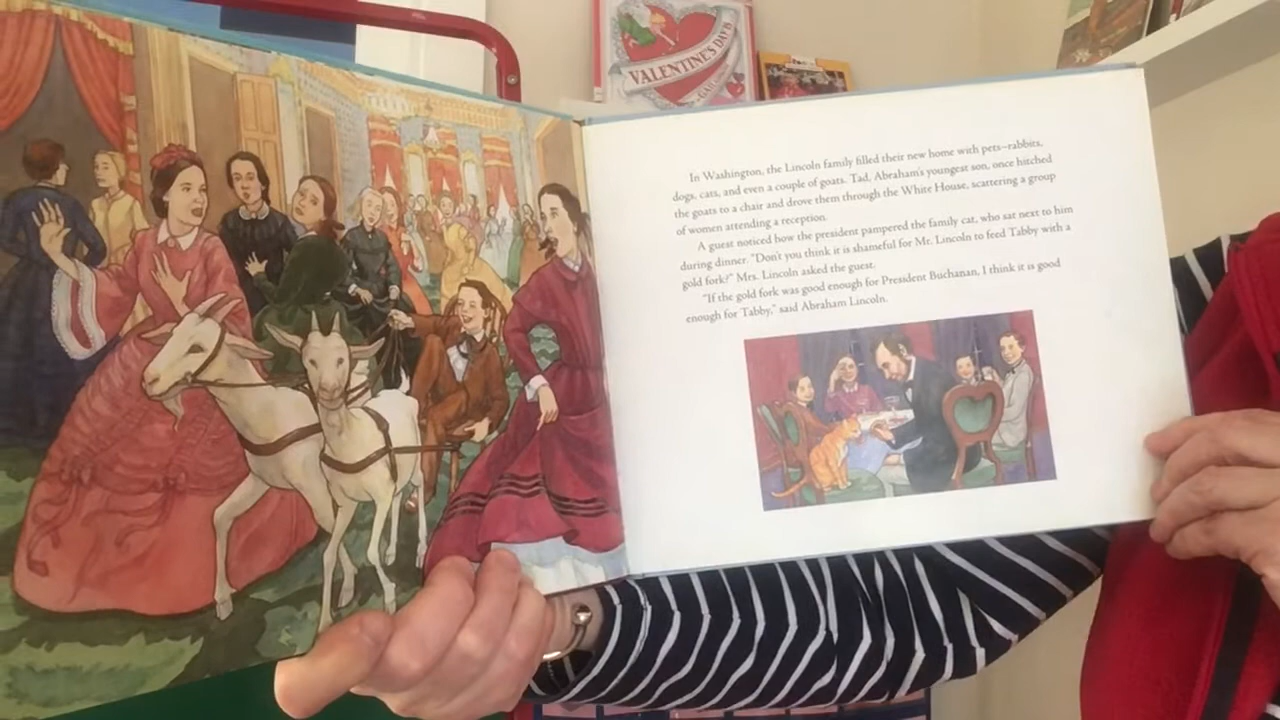 VALENTINE'S DAY IS
In Washington, the Lincoln family filled their new home with pets—rabbits,
dogs, cats, and even a couple of goats. Tad, Abraham's youngest son, once hitched
the goats to a chair and drove them through the White House, scattering a group
of women attending a reception.
A guest noticed how the president pampered the family cat, who sat next to him
during dinner. "Don't you think it is shameful for Mr. Lincoln to feed Tabby with a
gold fork?" Mrs. Lincoln asked the guest.
"If the gold fork was good enough for President Buchanan, I think it is good
enough for Tabby," said Abraham Lincoln.